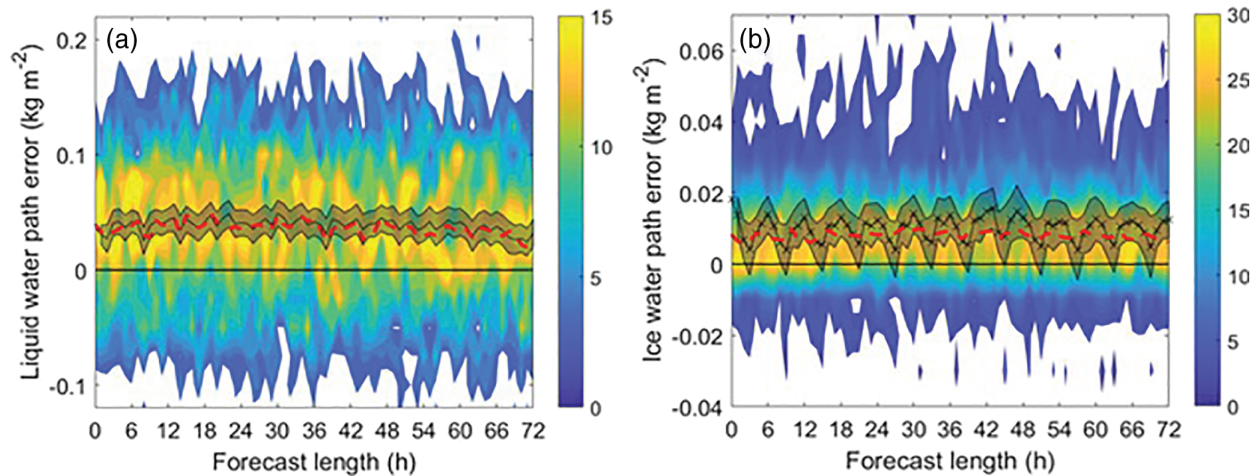 (a)
Liquid water path error (kg m⁻²)
0.2
0.1
0
-0.1
0 6 12 18 24 30 36 42 48 54 60 66 72
Forecast length (h)
15
10
5
0
(b)
Ice water path error (kg m⁻²)
0.06
0.04
0.02
0
-0.02
-0.04
0 6 12 18 24 30 36 42 48 54 60 66 72
Forecast length (h)
30
25
20
15
10
5
0